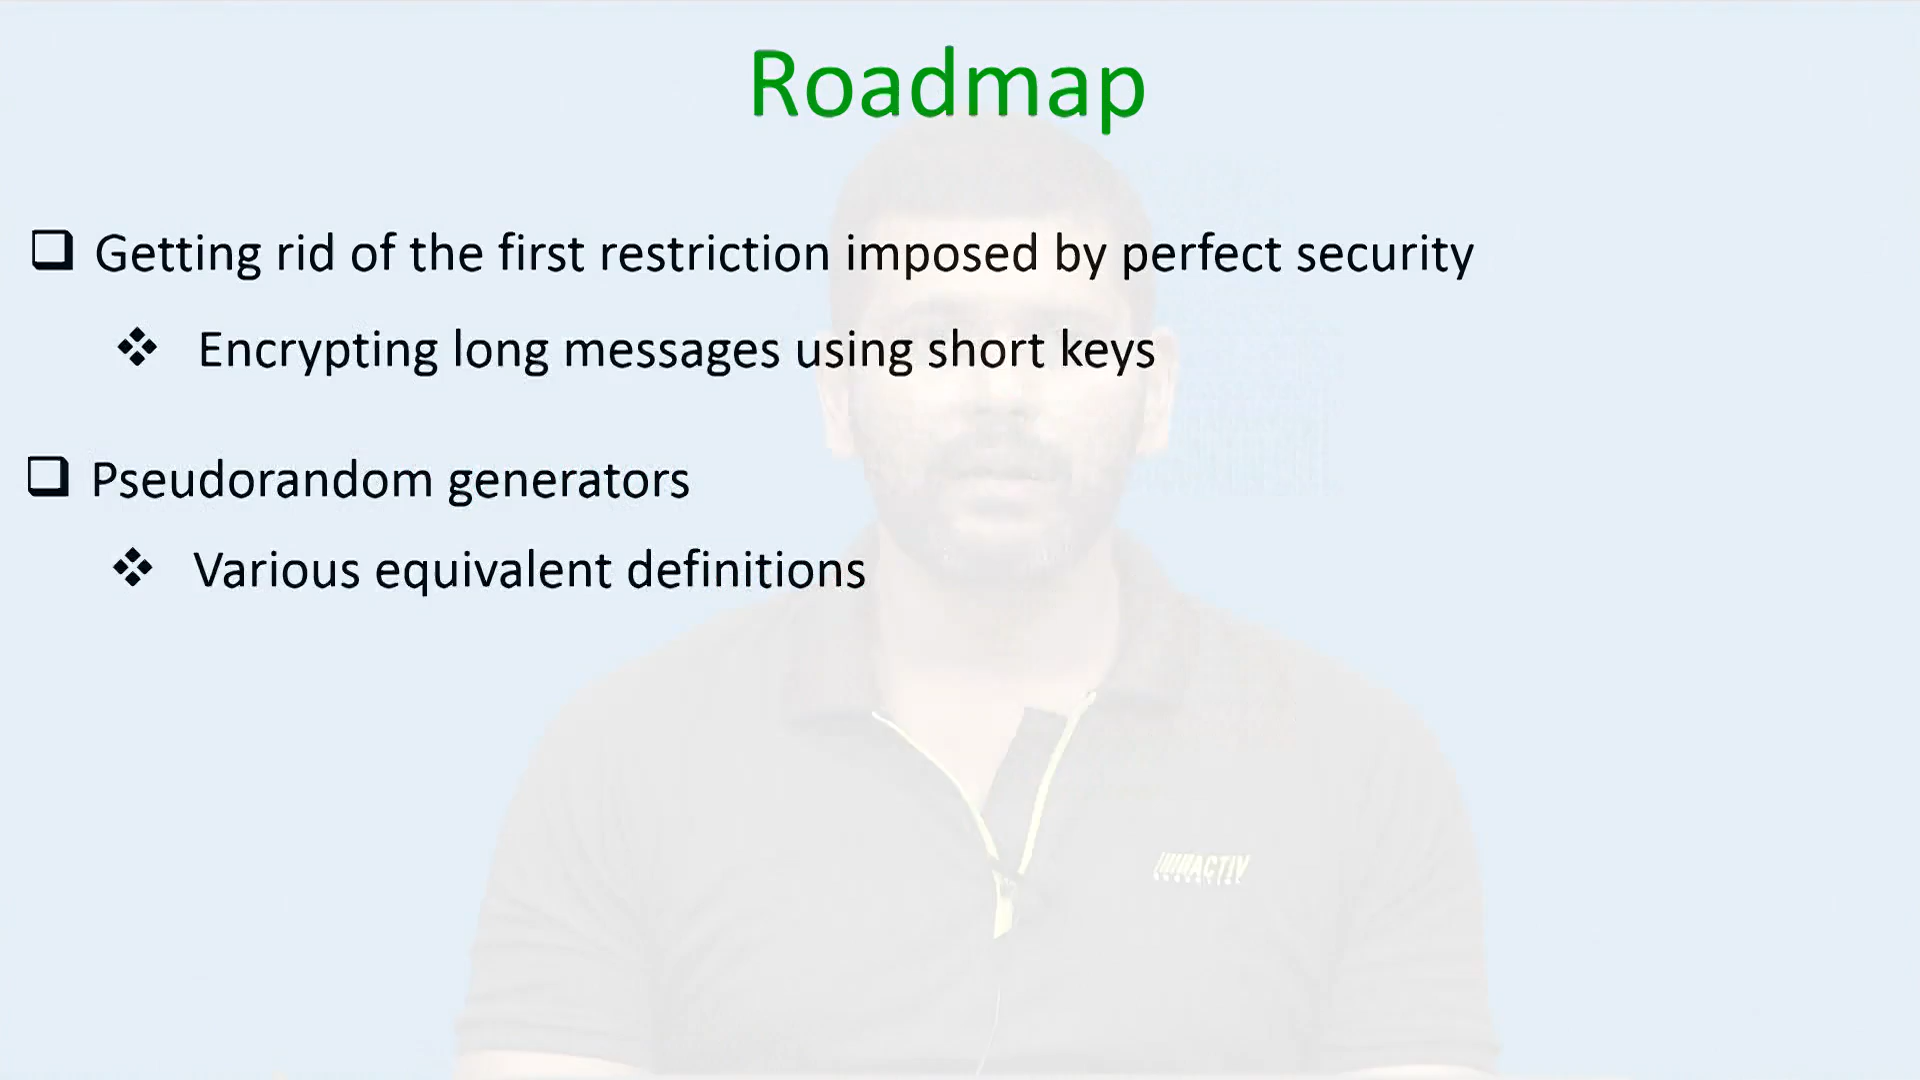 Roadmap
Getting rid of the first restriction imposed by perfect security
Encrypting long messages using short keys
Pseudorandom generators
Various equivalent definitions